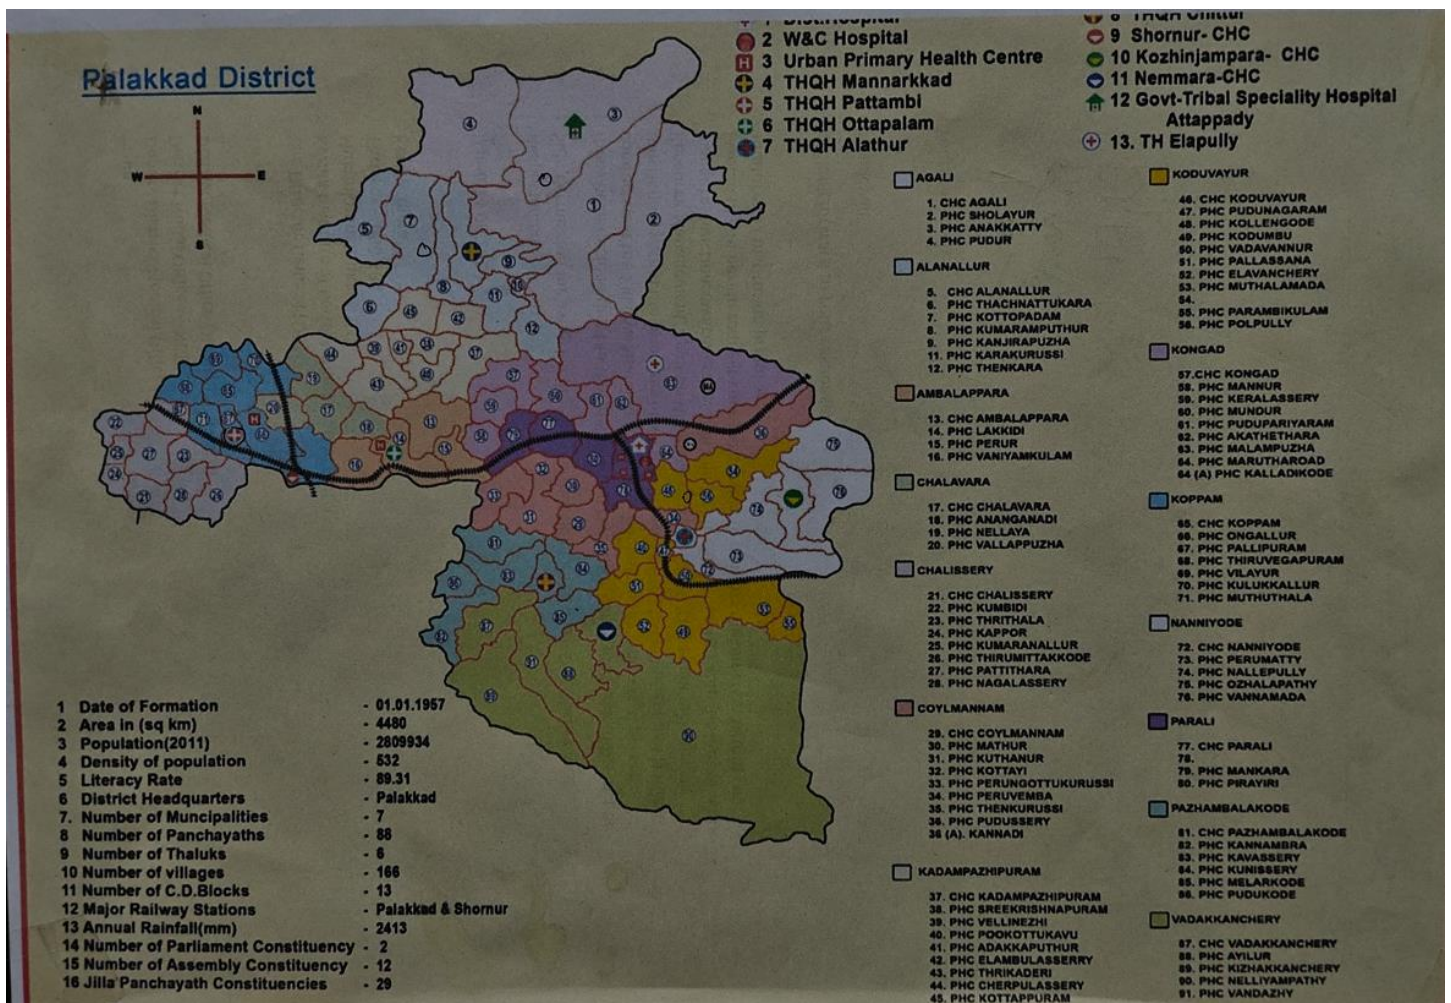 Palakkad District
N
W
E
S
1 Dist.Hospital
2 W&C Hospital
3 Urban Primary Health Centre
4 THQH Mannarkkad
5 THQH Pattambi
6 THQH Ottapalam
7 THQH Alathur
8 THQH Chittur
9 Shornur- CHC
10 Kozhinjampara- CHC
11 Nemmara-CHC
12 Govt-Tribal Speciality Hospital
Attappady
13. TH Elapully
AGALI
1. CHC AGALI
2. PHC SHOLAYUR
3. PHC ANAKKATTY
4. PHC PUDUR
ALANALLUR
5. CHC ALANALLUR
6. PHC THACHNATTUKARA
7. PHC KOTTOPADAM
8. PHC KUMARAMPUTHUR
9. PHC KANJIRAPUZHA
11. PHC KARAKURUSSI
12. PHC THENKARA
AMBALAPPARA
13. CHC AMBALAPPARA
14. PHC LAKKIDI
15. PHC PERUR
16. PHC VANIYAMKULAM
CHALAVARA
17. CHC CHALAVARA
18. PHC ANANGANADI
19. PHC NELLAYA
20. PHC VALLAPPUZHA
CHALISSERY
21. CHC CHALISSERY
22. PHC KUMBIDI
23. PHC THRITHALA
24. PHC KAPPOR
25. PHC KUMARANALLUR
26. PHC THIRUMITTAKKODE
27. PHC PATTITHARA
28. PHC NAGALASSERY
COYLMANNAM
29. CHC COYLMANNAM
30. PHC MATHUR
31. PHC KUTHANUR
32. PHC KOTTAYI
33. PHC PERUNGOTTUKURUSSI
34. PHC PERUVEMBA
35. PHC THENKURUSSI
36. PHC PUDUSSERY
36 (A). KANNADI
KADAMPAZHIPURAM
37. CHC KADAMPAZHIPURAM
38. PHC SREEKRISHNAPURAM
39. PHC VELLINEZHI
40. PHC POOKOTTUKAVU
41. PHC ADAKKAPUTHUR
42. PHC ELAMBULASSERRY
43. PHC THRIKADERI
44. PHC CHERPULASSERY
45. PHC KOTTAPPURAM
KODUVAYUR
46. CHC KODUVAYUR
47. PHC PUDUNAGARAM
48. PHC KOLLENGODE
49. PHC KODUMBU
50. PHC VADAVANNUR
51. PHC PALLASSANA
52. PHC ELAVANCHERY
53. PHC MUTHALAMADA
54.
55. PHC PARAMBIKULAM
56. PHC POLPULLY
KONGAD
57.CHC KONGAD
58. PHC MANNUR
59. PHC KERALASSERY
60. PHC MUNDUR
61. PHC PUDUPARIYARAM
62. PHC AKATHETHARA
63. PHC MALAMPUZHA
64. PHC MARUTHAROAD
64 (A) PHC KALLADIKODE
KOPPAM
65. CHC KOPPAM
66. PHC ONGALLUR
67. PHC PALLIPURAM
68. PHC THIRUVEGAPURAM
69. PHC VILAYUR
70. PHC KULUKKALLUR
71. PHC MUTHUTHALA
NANNIYODE
72. CHC NANNIYODE
73. PHC PERUMATTY
74. PHC NALLEPULLY
75. PHC OZHALAPATHY
76. PHC VANNAMADA
PARALI
77. CHC PARALI
78.
79. PHC MANKARA
80. PHC PIRAYIRI
PAZHAMBALAKODE
81. CHC PAZHAMBALAKODE
82. PHC KANNAMBRA
83. PHC KAVASSERY
84. PHC KUNISSERY
85. PHC MELARKODE
86. PHC PUDUKODE
VADAKKANCHERY
87. CHC VADAKKANCHERY
88. PHC AYILUR
89. PHC KIZHAKKANCHERY
90. PHC NELLIYAMPATHY
91. PHC VANDAZHY
1 Date of Formation - 01.01.1957
2 Area in (sq km) - 4480
3 Population(2011) - 2809934
4 Density of population - 532
5 Literacy Rate - 89.31
6 District Headquarters - Palakkad
7. Number of Muncipalities - 7
8 Number of Panchayaths - 88
9 Number of Thaluks - 6
10 Number of villages - 166
11 Number of C.D.Blocks - 13
12 Major Railway Stations - Palakkad & Shornur
13 Annual Rainfall(mm) - 2413
14 Number of Parliament Constituency - 2
15 Number of Assembly Constituency - 12
16 Jilla Panchayath Constituencies - 29